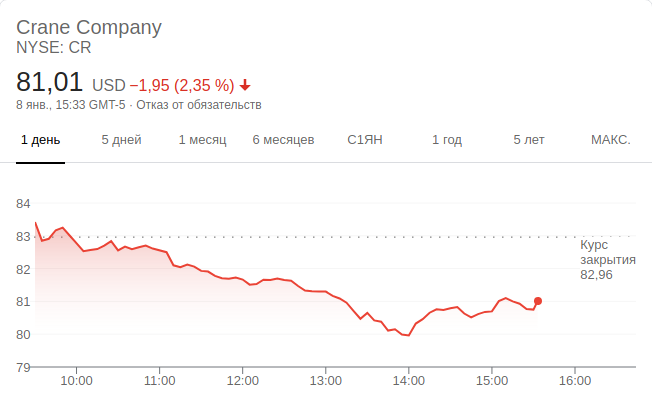 Crane Company
NYSE: CR
81,01 USD −1,95 (2,35 %)
8 янв., 15:33 GMT-5 · Отказ от обязательств
1 день 5 дней 1 месяц 6 месяцев С1ЯН 1 год 5 лет МАКС.
84
83
82
81
80
79
Курс
закрытия
82,96
10:00 11:00 12:00 13:00 14:00 15:00 16:00